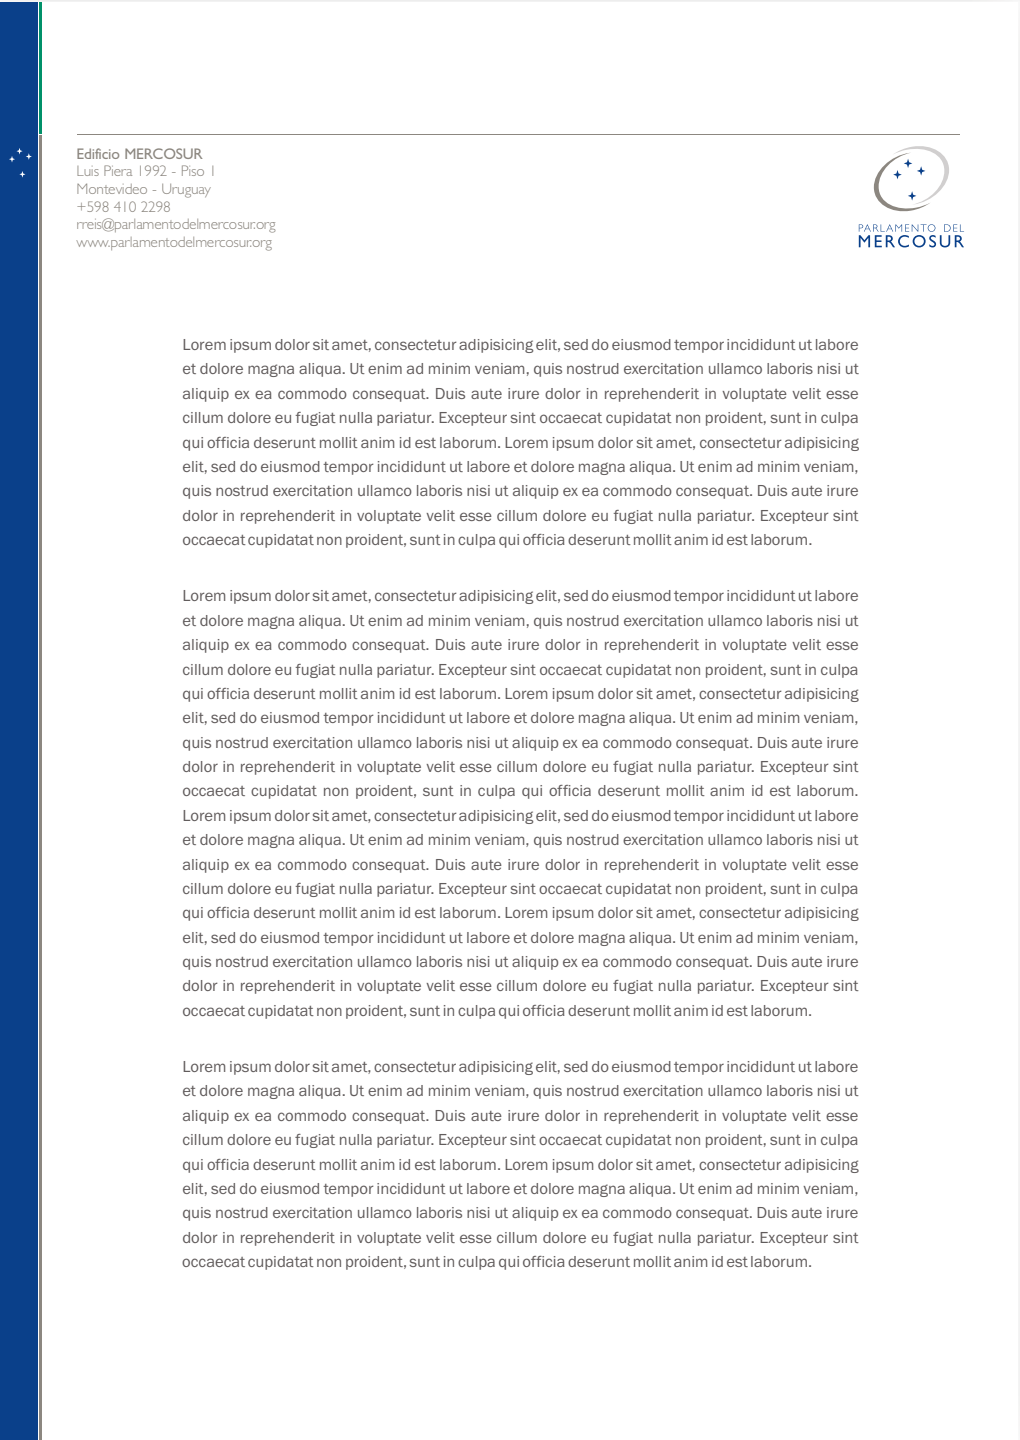 Edificio MERCOSUR
Luis Piera 1992 - Piso 1
Montevideo - Uruguay
+598 410 2298
rreis@parlamentodelmercosur.org
www.parlamentodelmercosur.org
PARLAMENTO DEL
MERCOSUR
Lorem ipsum dolor sit amet, consectetur adipisicing elit, sed do eiusmod tempor incididunt ut labore
et dolore magna aliqua. Ut enim ad minim veniam, quis nostrud exercitation ullamco laboris nisi ut
aliquip ex ea commodo consequat. Duis aute irure dolor in reprehenderit in voluptate velit esse
cillum dolore eu fugiat nulla pariatur. Excepteur sint occaecat cupidatat non proident, sunt in culpa
qui officia deserunt mollit anim id est laborum. Lorem ipsum dolor sit amet, consectetur adipisicing
elit, sed do eiusmod tempor incididunt ut labore et dolore magna aliqua. Ut enim ad minim veniam,
quis nostrud exercitation ullamco laboris nisi ut aliquip ex ea commodo consequat. Duis aute irure
dolor in reprehenderit in voluptate velit esse cillum dolore eu fugiat nulla pariatur. Excepteur sint
occaecat cupidatat non proident, sunt in culpa qui officia deserunt mollit anim id est laborum.
Lorem ipsum dolor sit amet, consectetur adipisicing elit, sed do eiusmod tempor incididunt ut labore
et dolore magna aliqua. Ut enim ad minim veniam, quis nostrud exercitation ullamco laboris nisi ut
aliquip ex ea commodo consequat. Duis aute irure dolor in reprehenderit in voluptate velit esse
cillum dolore eu fugiat nulla pariatur. Excepteur sint occaecat cupidatat non proident, sunt in culpa
qui officia deserunt mollit anim id est laborum. Lorem ipsum dolor sit amet, consectetur adipisicing
elit, sed do eiusmod tempor incididunt ut labore et dolore magna aliqua. Ut enim ad minim veniam,
quis nostrud exercitation ullamco laboris nisi ut aliquip ex ea commodo consequat. Duis aute irure
dolor in reprehenderit in voluptate velit esse cillum dolore eu fugiat nulla pariatur. Excepteur sint
occaecat cupidatat non proident, sunt in culpa qui officia deserunt mollit anim id est laborum.
Lorem ipsum dolor sit amet, consectetur adipisicing elit, sed do eiusmod tempor incididunt ut labore
et dolore magna aliqua. Ut enim ad minim veniam, quis nostrud exercitation ullamco laboris nisi ut
aliquip ex ea commodo consequat. Duis aute irure dolor in reprehenderit in voluptate velit esse
cillum dolore eu fugiat nulla pariatur. Excepteur sint occaecat cupidatat non proident, sunt in culpa
qui officia deserunt mollit anim id est laborum. Lorem ipsum dolor sit amet, consectetur adipisicing
elit, sed do eiusmod tempor incididunt ut labore et dolore magna aliqua. Ut enim ad minim veniam,
quis nostrud exercitation ullamco laboris nisi ut aliquip ex ea commodo consequat. Duis aute irure
dolor in reprehenderit in voluptate velit esse cillum dolore eu fugiat nulla pariatur. Excepteur sint
occaecat cupidatat non proident, sunt in culpa qui officia deserunt mollit anim id est laborum.
Lorem ipsum dolor sit amet, consectetur adipisicing elit, sed do eiusmod tempor incididunt ut labore
et dolore magna aliqua. Ut enim ad minim veniam, quis nostrud exercitation ullamco laboris nisi ut
aliquip ex ea commodo consequat. Duis aute irure dolor in reprehenderit in voluptate velit esse
cillum dolore eu fugiat nulla pariatur. Excepteur sint occaecat cupidatat non proident, sunt in culpa
qui officia deserunt mollit anim id est laborum. Lorem ipsum dolor sit amet, consectetur adipisicing
elit, sed do eiusmod tempor incididunt ut labore et dolore magna aliqua. Ut enim ad minim veniam,
quis nostrud exercitation ullamco laboris nisi ut aliquip ex ea commodo consequat. Duis aute irure
dolor in reprehenderit in voluptate velit esse cillum dolore eu fugiat nulla pariatur. Excepteur sint
occaecat cupidatat non proident, sunt in culpa qui officia deserunt mollit anim id est laborum.